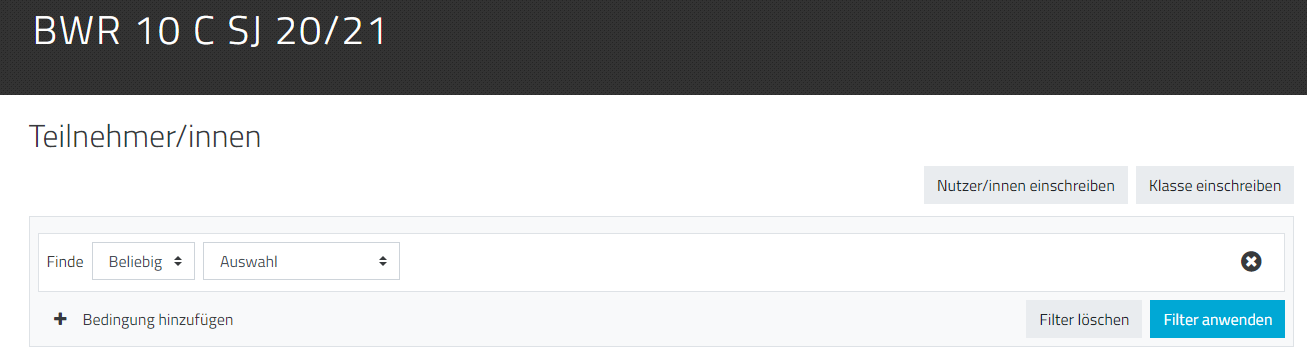 BWR 10 C SJ 20/21
Teilnehmer/innen
Nutzer/innen einschreiben Klasse einschreiben
Finde Beliebig Auswahl
Bedingung hinzufügen Filter löschen Filter anwenden